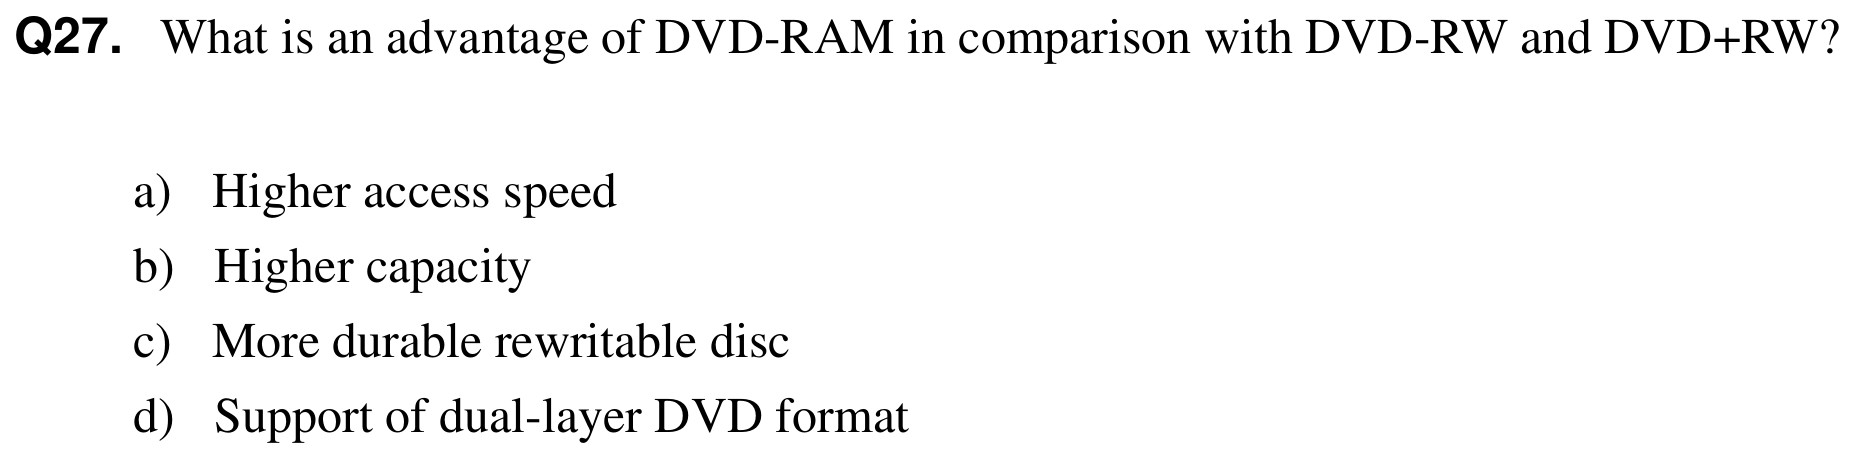 Q27. What is an advantage of DVD-RAM in comparison with DVD-RW and DVD+RW?
a) Higher access speed
b) Higher capacity
c) More durable rewritable disc
d) Support of dual-layer DVD format